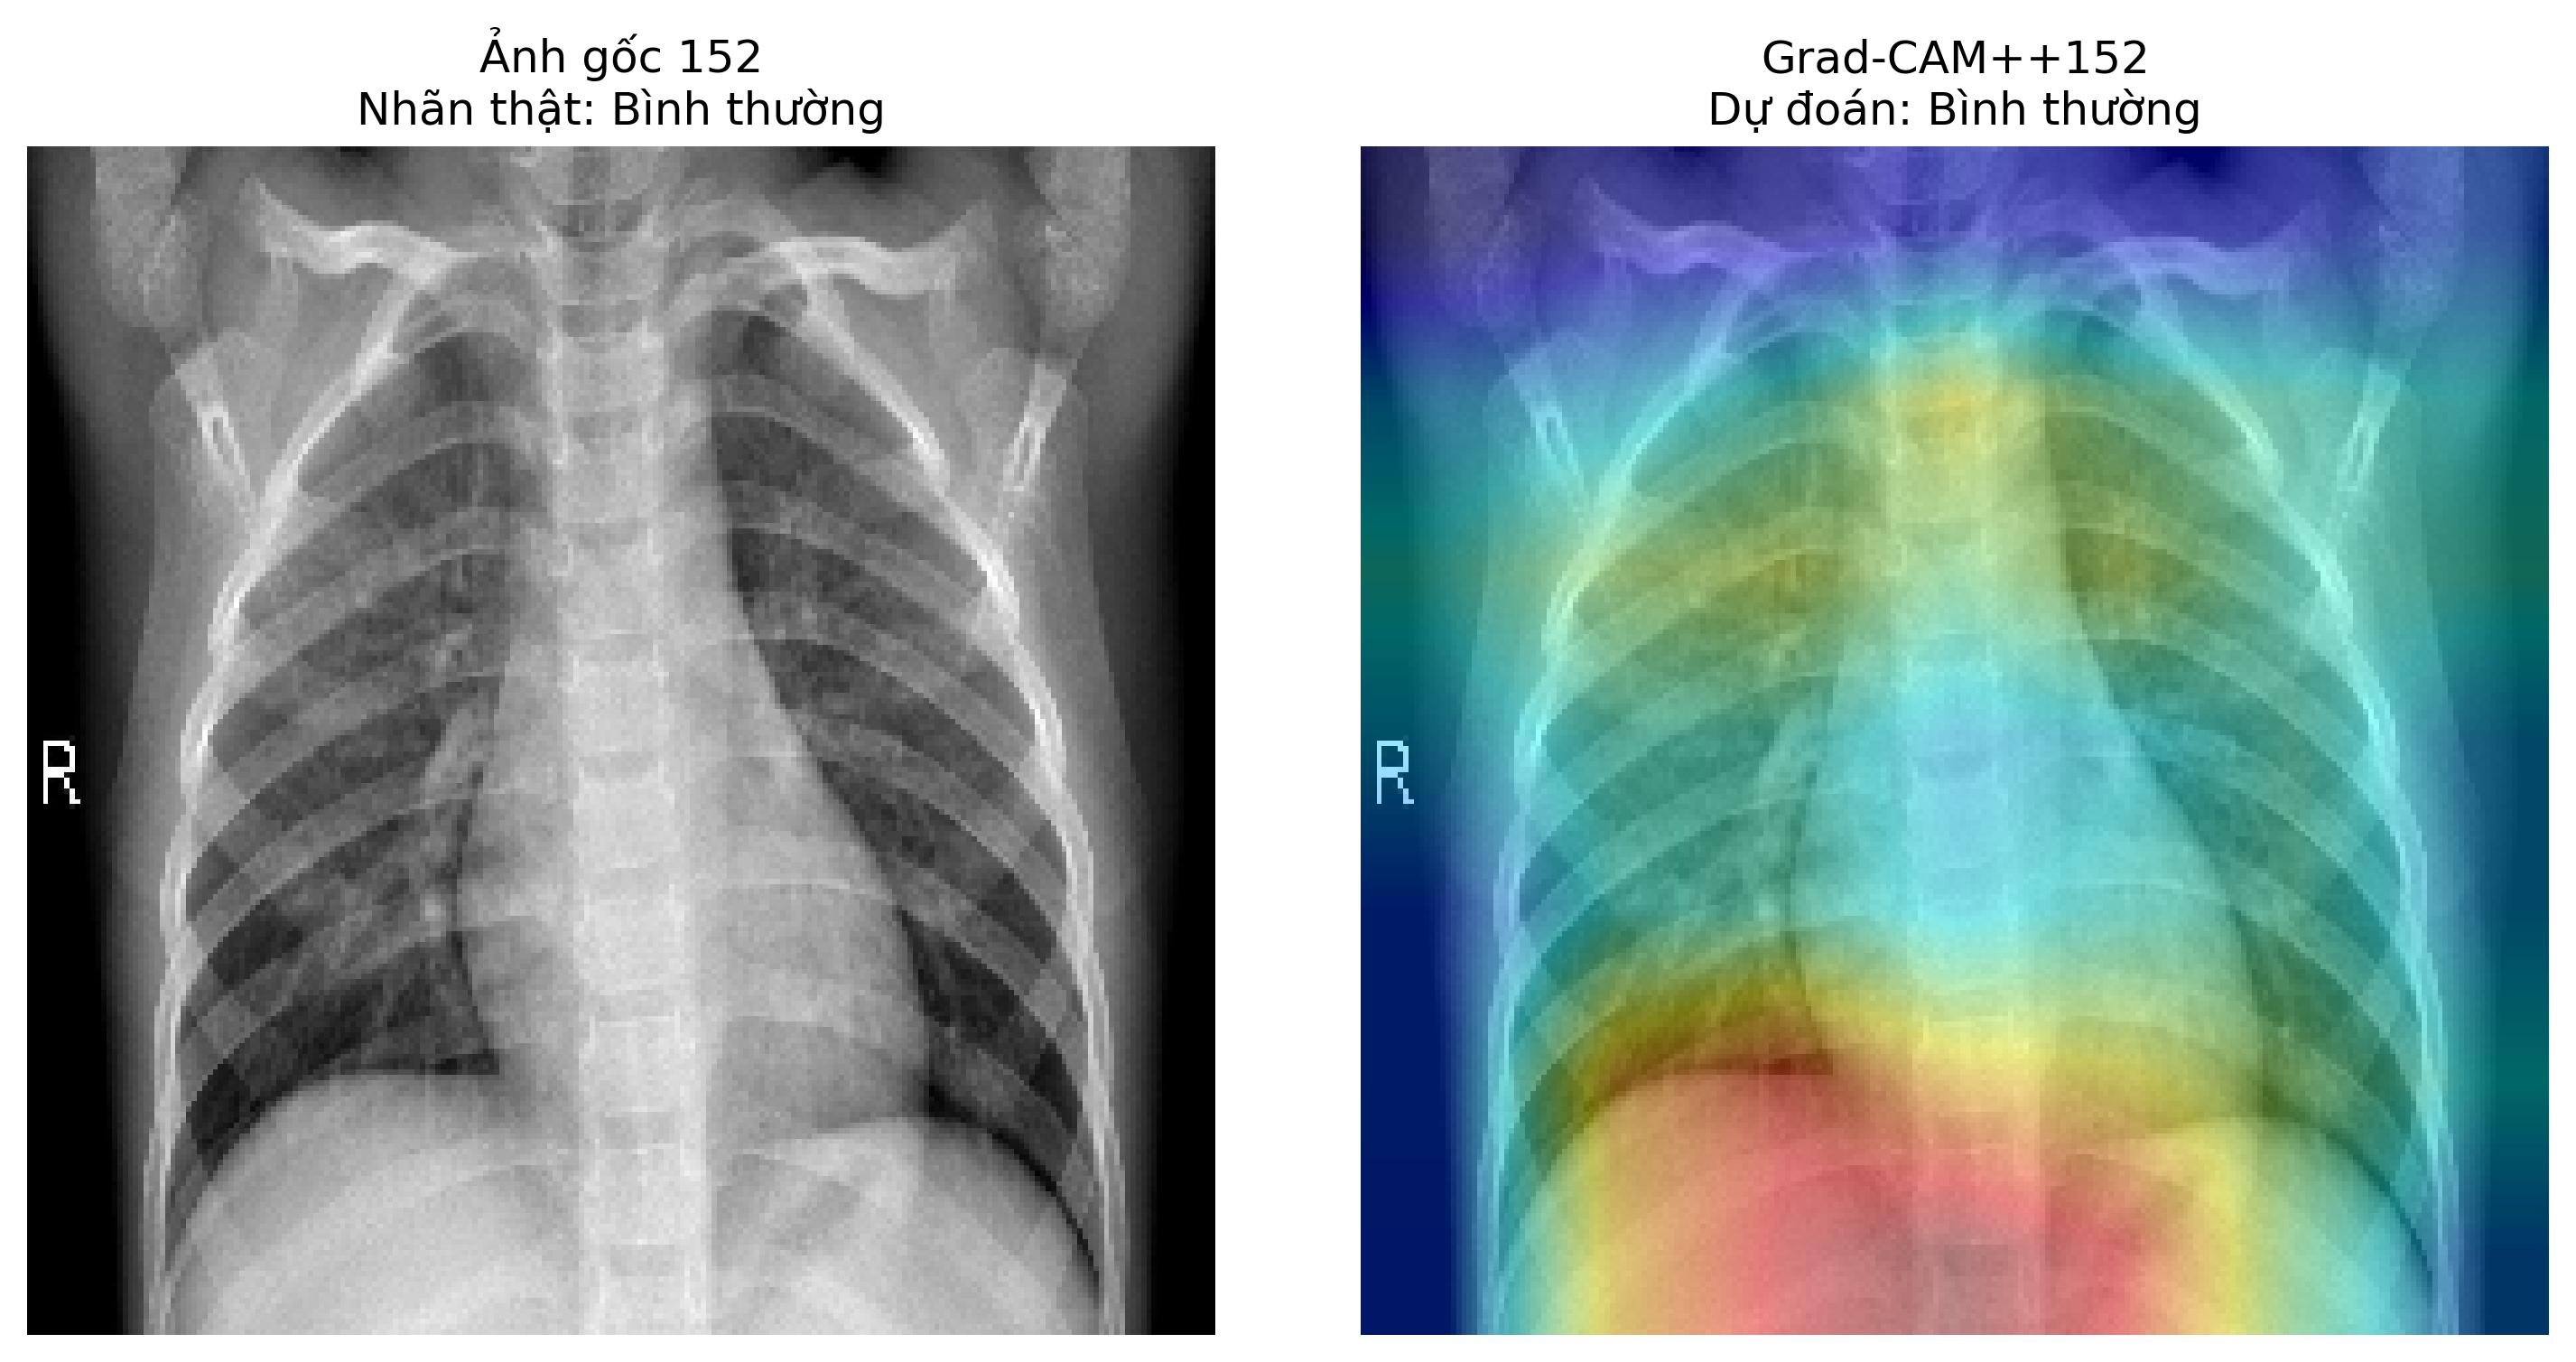 Ảnh gốc 152
Nhãn thật: Bình thường
Grad-CAM++152
Dự đoán: Bình thường
R
R